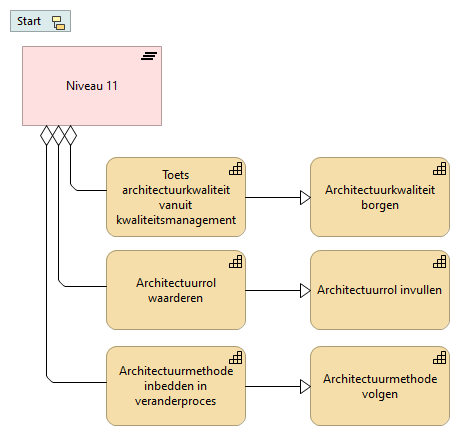 Start
Niveau 11
Toets
architectuurkwaliteit
vanuit
kwaliteitsmanagement
Architectuurkwaliteit
borgen
Architectuurrol
waarderen
Architectuurrol invullen
Architectuurmethode
inbedden in
veranderproces
Architectuurmethode
volgen